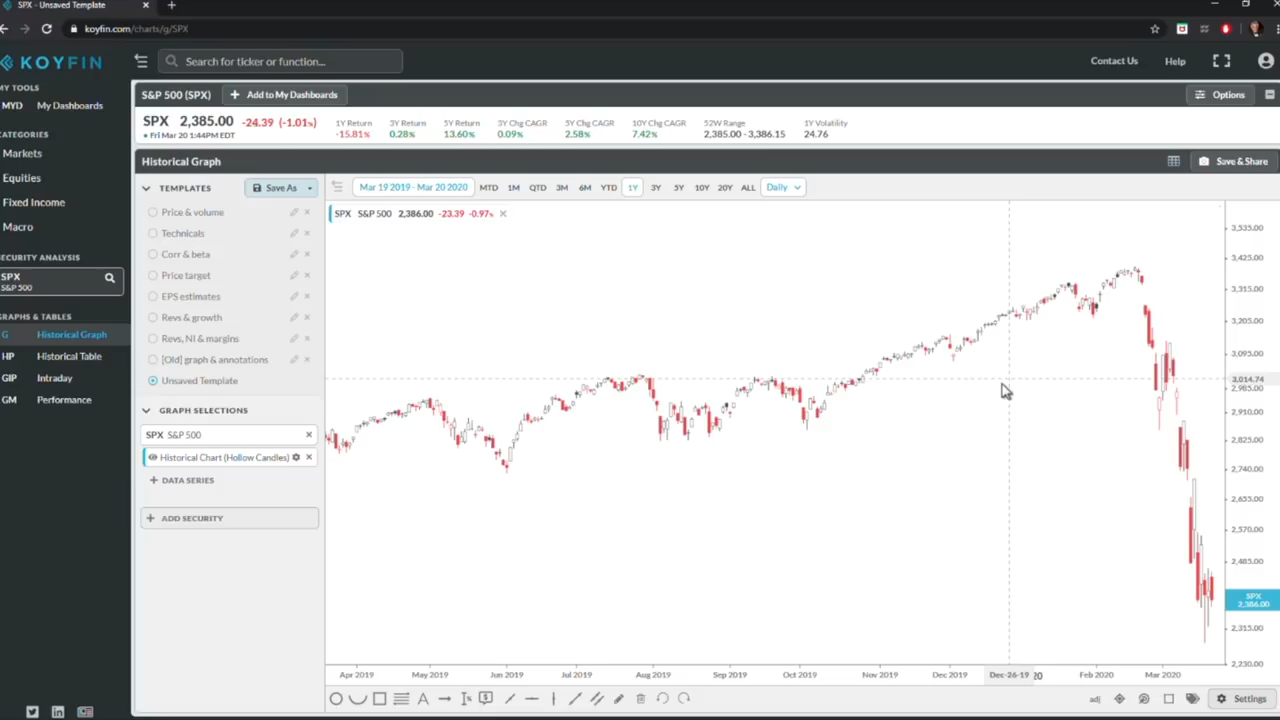 SPX - Unsaved Template
koyfin.com/charts/g/SPX
KOYFIN
Search for ticker or function...
Contact Us
Help
MY TOOLS
MYD My Dashboards
CATEGORIES
Markets
Equities
Fixed Income
Macro
SECURITY ANALYSIS
SPX
S&P 500
GRAPHS & TABLES
G Historical Graph
HP Historical Table
GIP Intraday
GM Performance
S&P 500 (SPX)
+ Add to My Dashboards
Options
SPX 2,385.00 -24.39 (-1.01%)
Fri Mar 20 1:44PM EDT
1Y Return 3Y Return 5Y Return 3Y Chg CAGR 5Y Chg CAGR 10Y Chg CAGR 52W Range 1Y Volatility
-15.81% 0.28% 13.60% 0.09% 2.58% 7.42% 2,385.00 - 3,386.15 24.76
Historical Graph
Save & Share
TEMPLATES
Save As
Price & volume
Technicals
Corr & beta
Price target
EPS estimates
Revs & growth
Revs, NI & margins
[Old] graph & annotations
Unsaved Template
GRAPH SELECTIONS
SPX S&P 500
Historical Chart (Hollow Candles)
+ DATA SERIES
+ ADD SECURITY
Mar 19 2019 - Mar 20 2020 MTD 1M QTD 3M 6M YTD 1Y 3Y 5Y 10Y 20Y ALL Daily
SPX S&P 500 2,386.00 -23.39 -0.97%
3,535.00
3,425.00
3,315.00
3,205.00
3,095.00
3,014.74
2,985.00
2,910.00
2,825.00
2,740.00
2,655.00
2,570.00
2,485.00
SPX
2,386.00
2,315.00
2,230.00
Apr 2019 May 2019 Jun 2019 Jul 2019 Aug 2019 Sep 2019 Oct 2019 Nov 2019 Dec 2019 Dec-26-19 20 Feb 2020 Mar 2020
adj
Settings